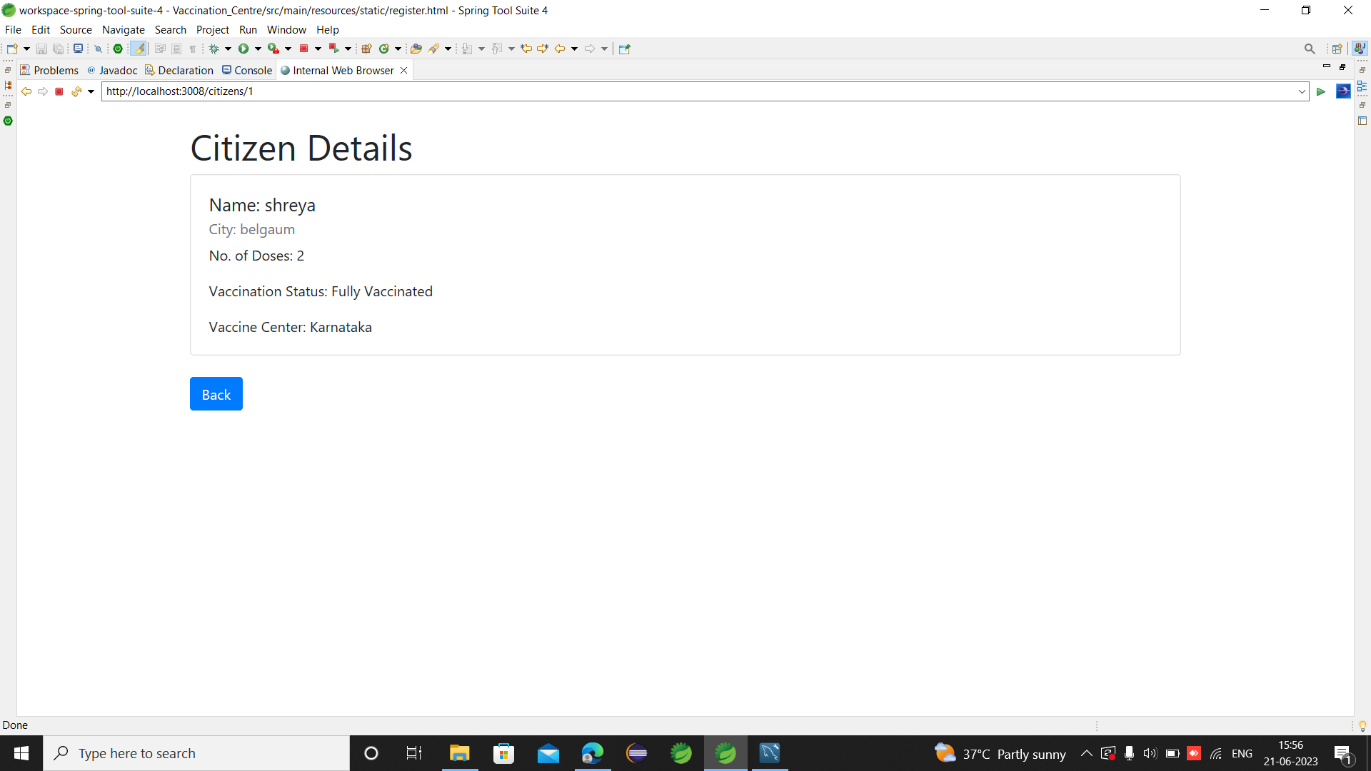 workspace-spring-tool-suite-4 - Vaccination_Centre/src/main/resources/static/register.html - Spring Tool Suite 4
File Edit Source Navigate Search Project Run Window Help
Problems Javadoc Declaration Console Internal Web Browser
http://localhost:3008/citizens/1
Citizen Details
Name: shreya
City: belgaum
No. of Doses: 2
Vaccination Status: Fully Vaccinated
Vaccine Center: Karnataka
Back
Done
Type here to search
37°C Partly sunny
ENG
15:56
21-06-2023
1